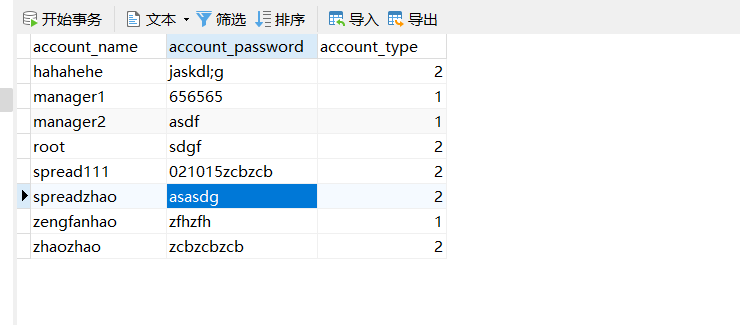 开始事务 文本 筛选 排序 导入 导出
account_name account_password account_type
hahahehe jaskdl;g 2
manager1 656565 1
manager2 asdf 1
root sdgf 2
spread111 021015zcbzcb 2
spreadzhao asasdg 2
zengfanhao zfhzfh 1
zhaozhao zcbzcbzcb 2